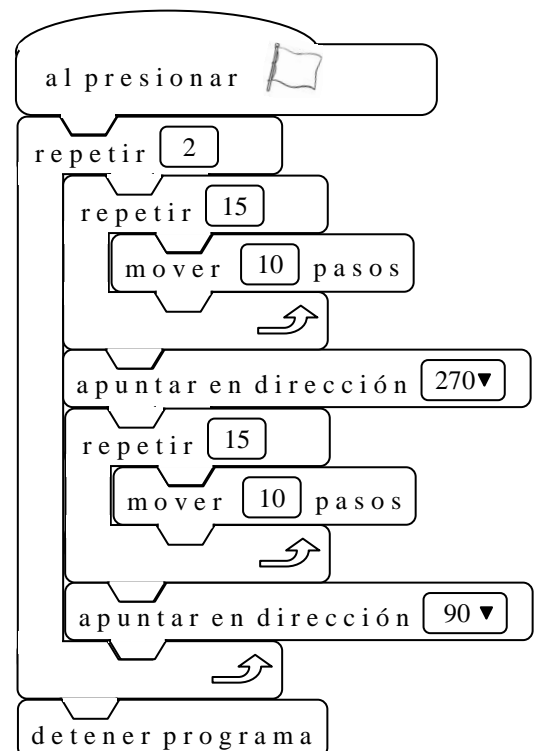 al presionar
repetir 2
repetir 15
mover 10 pasos
apuntar en dirección 270▼
repetir 15
mover 10 pasos
apuntar en dirección 90 ▼
detener programa